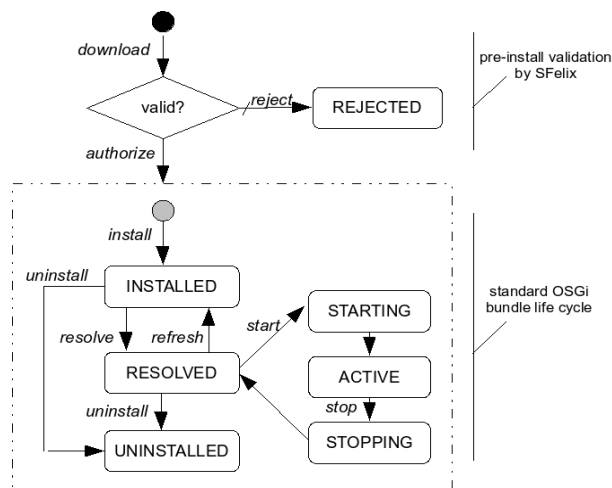 download
pre-install validation
by SFelix
valid?
reject
REJECTED
authorize
install
uninstall
INSTALLED
STARTING
standard OSGi
bundle life cycle
resolve
refresh
start
RESOLVED
ACTIVE
uninstall
stop
UNINSTALLED
STOPPING